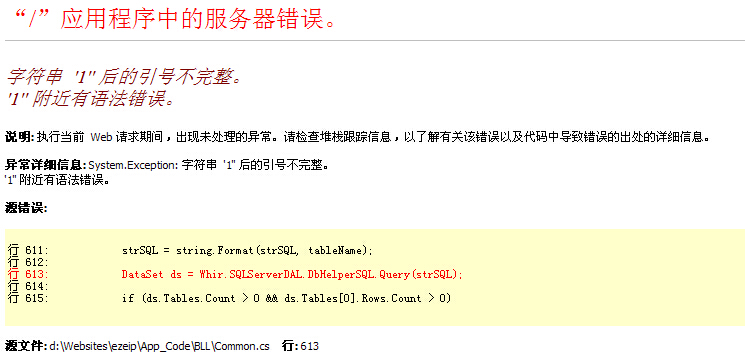 “/”应用程序中的服务器错误。
字符串 '1'' 后的引号不完整。
'1'' 附近有语法错误。
说明: 执行当前 Web 请求期间，出现未处理的异常。请检查堆栈跟踪信息，以了解有关该错误以及代码中导致错误的出处的详细信息。
异常详细信息: System.Exception: 字符串 '1'' 后的引号不完整。
'1'' 附近有语法错误。
源错误:
行 611: strSQL = string.Format(strSQL, tableName);
行 612:
行 613: DataSet ds = Whir.SQLServerDAL.DbHelperSQL.Query(strSQL);
行 614:
行 615: if (ds.Tables.Count > 0 && ds.Tables[0].Rows.Count > 0)
源文件: d:\Websites\ezeip\App_Code\BLL\Common.cs 行: 613